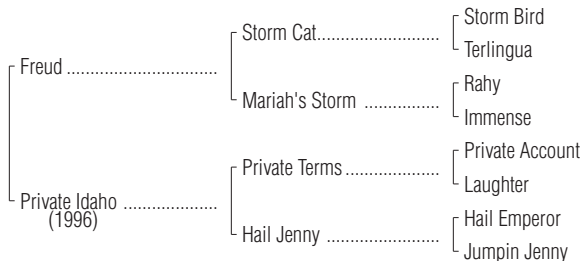 Storm Bird
Storm Cat..........................
Terlingua
Freud ................................
Rahy
Mariah's Storm ................
Immense
Private Account
Private Terms....................
Laughter
Private Idaho ....................
(1996)
Hail Emperor
Hail Jenny ........................
Jumpin Jenny